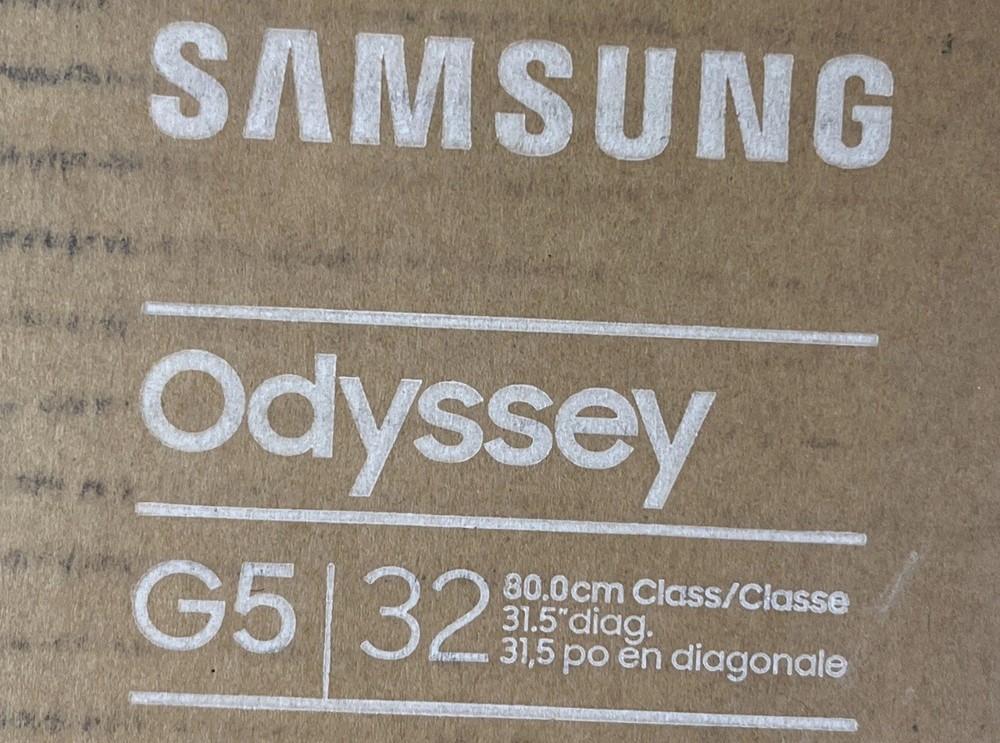 SAMSUNG
Odyssey
G5 | 32
80.0cm Class/Classe
31.5"diag.
31,5 po en diagonale